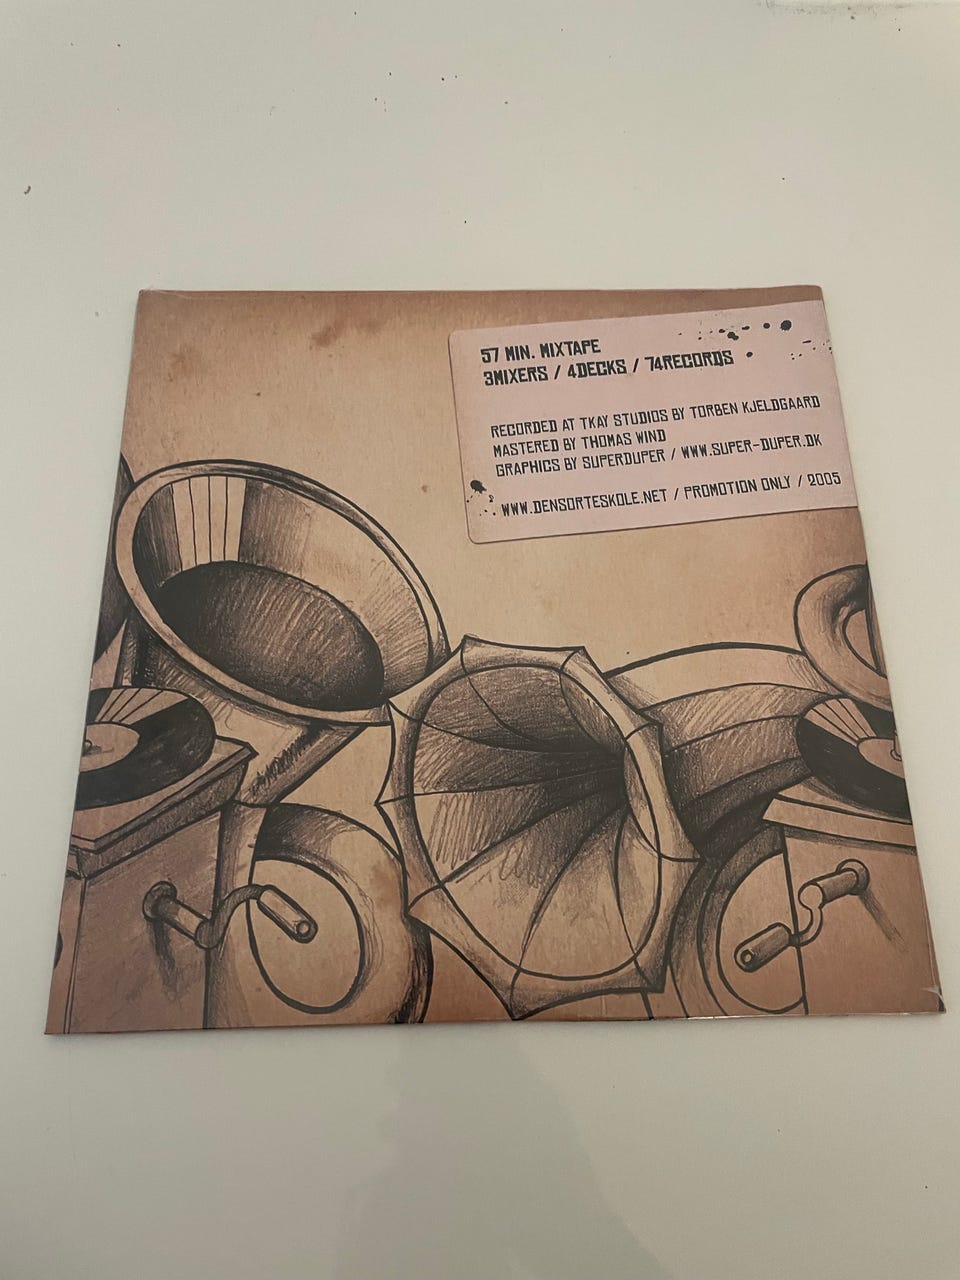 57 MIN. MIXTAPE
3MIXERS / 4DECKS / 74RECORDS
RECORDED AT TKAY STUDIOS BY TORBEN KJELDGAARD
MASTERED BY THOMAS WIND
GRAPHICS BY SUPERDUPER / WWW.SUPER-DUPER.DK
WWW.DENSORTESKOLE.NET / PROMOTION ONLY / 2005